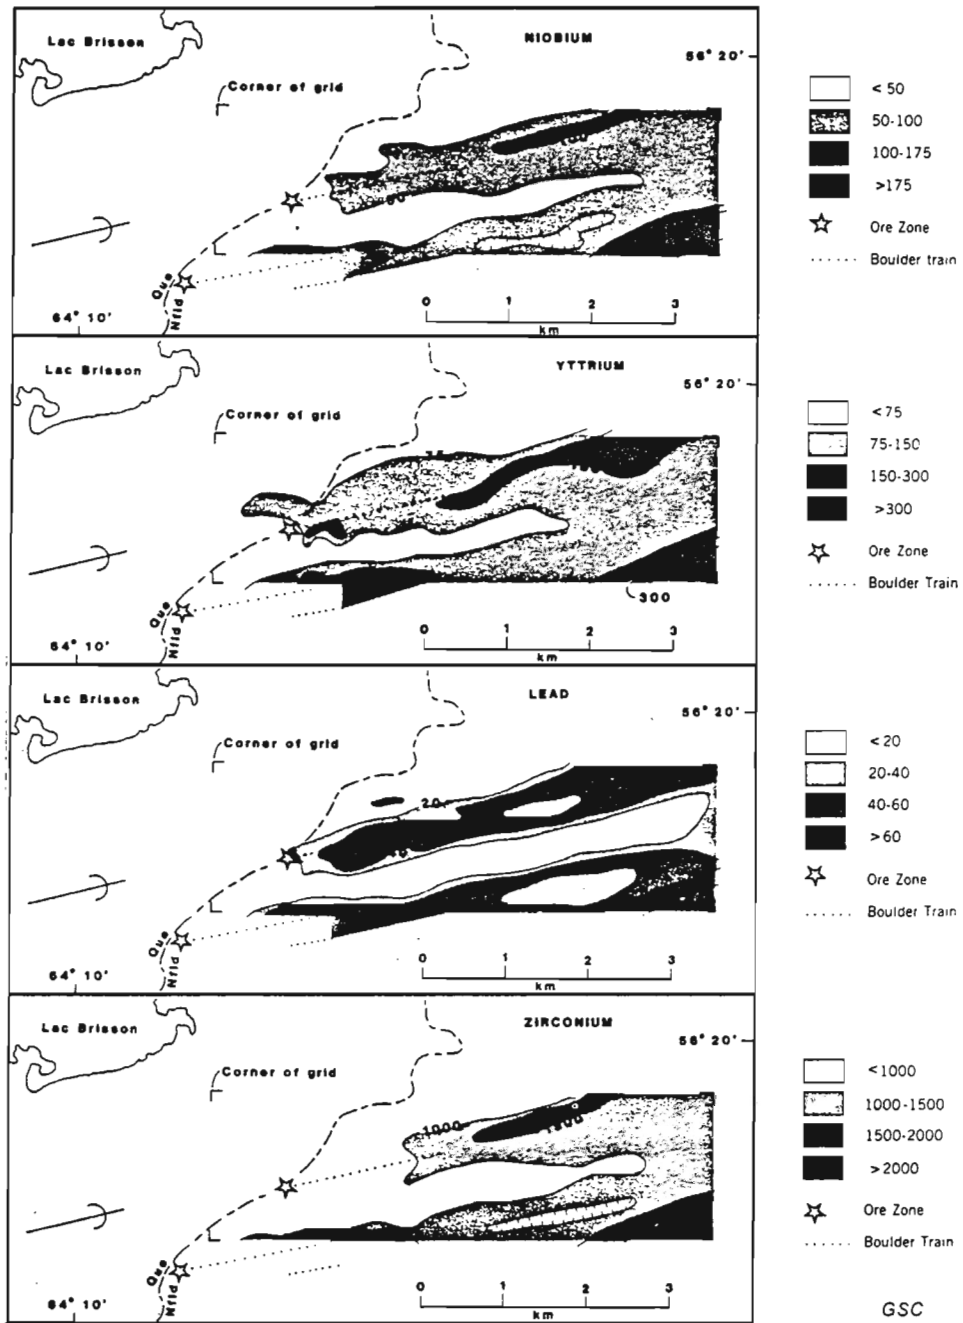 Lac Brisson
NIOBIUM
56° 20'
Corner of grid
Que
Nfld
64° 10'
0 1 2 3
km
< 50
50-100
100-175
>175
Ore Zone
Boulder train
Lac Brisson
YTTRIUM
56° 20'
Corner of grid
75
300
Que
Nfld
64° 10'
0 1 2 3
km
<75
75-150
150-300
>300
Ore Zone
Boulder Train
Lac Brisson
LEAD
56° 20'
Corner of grid
20
Que
Nfld
64° 10'
0 1 2 3
km
<20
20-40
40-60
>60
Ore Zone
Boulder Train
Lac Brisson
ZIRCONIUM
56° 20'
Corner of grid
1000
1500
Que
Nfld
64° 10'
0 1 2 3
km
<1000
1000-1500
1500-2000
>2000
Ore Zone
Boulder Train
GSC